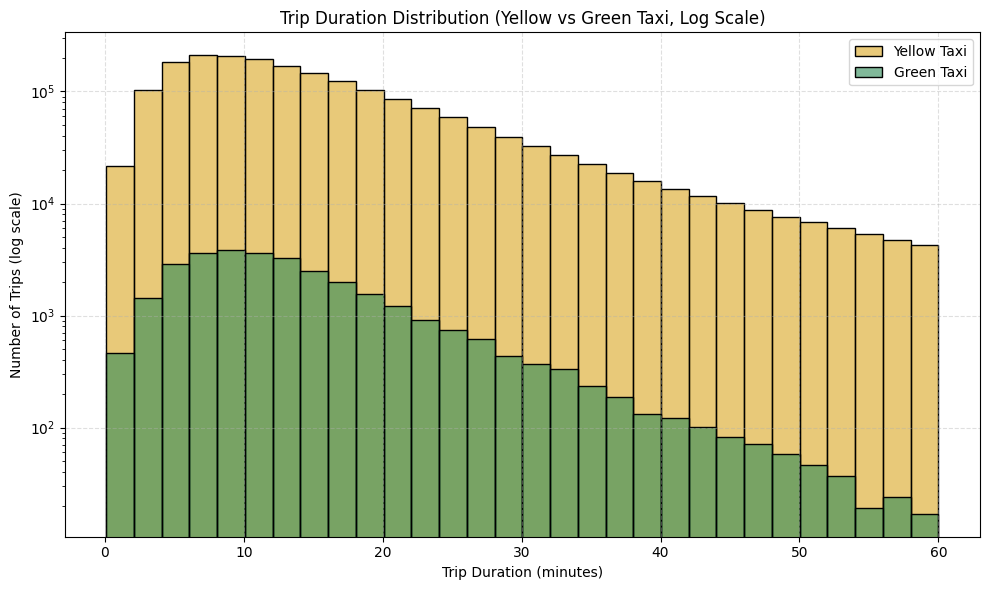 Trip Duration Distribution (Yellow vs Green Taxi, Log Scale)
Yellow Taxi
Green Taxi
Number of Trips (log scale)
10⁵
10⁴
10³
10²
0 10 20 30 40 50 60
Trip Duration (minutes)